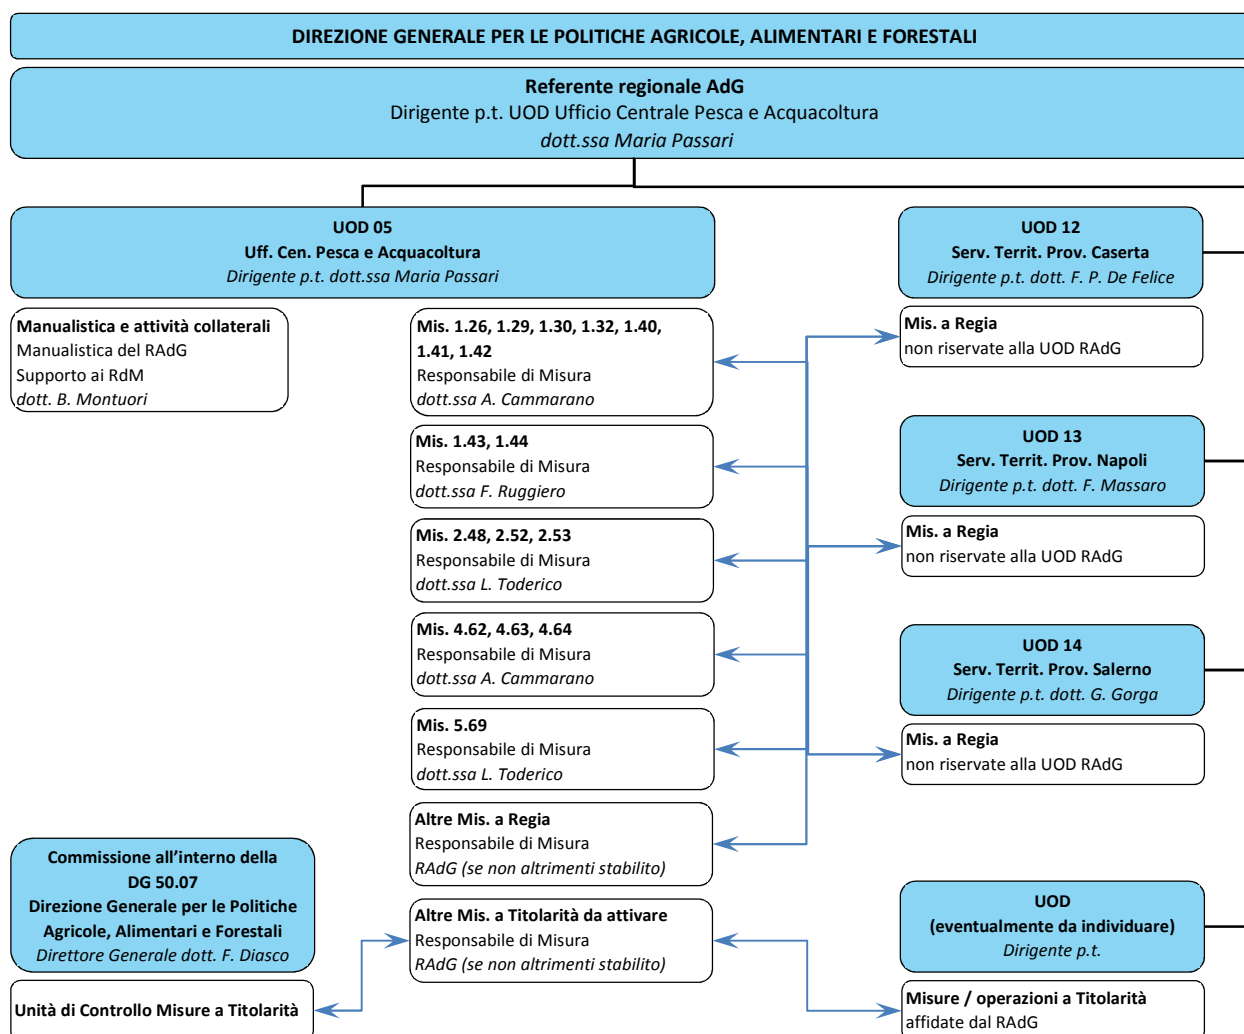 DIREZIONE GENERALE PER LE POLITICHE AGRICOLE, ALIMENTARI E FORESTALI
Referente regionale AdG
Dirigente p.t. UOD Ufficio Centrale Pesca e Acquacoltura
dott.ssa Maria Passari
UOD 05
Uff. Cen. Pesca e Acquacoltura
Dirigente p.t. dott.ssa Maria Passari
Manualistica e attività collaterali
Manualistica del RAdG
Supporto ai RdM
dott. B. Montuori
Mis. 1.26, 1.29, 1.30, 1.32, 1.40,
1.41, 1.42
Responsabile di Misura
dott.ssa A. Cammarano
Mis. 1.43, 1.44
Responsabile di Misura
dott.ssa F. Ruggiero
Mis. 2.48, 2.52, 2.53
Responsabile di Misura
dott.ssa L. Toderico
Mis. 4.62, 4.63, 4.64
Responsabile di Misura
dott.ssa A. Cammarano
Mis. 5.69
Responsabile di Misura
dott.ssa L. Toderico
Altre Mis. a Regia
Responsabile di Misura
RAdG (se non altrimenti stabilito)
Altre Mis. a Titolarità da attivare
Responsabile di Misura
RAdG (se non altrimenti stabilito)
UOD 12
Serv. Territ. Prov. Caserta
Dirigente p.t. dott. F. P. De Felice
Mis. a Regia
non riservate alla UOD RAdG
UOD 13
Serv. Territ. Prov. Napoli
Dirigente p.t. dott. F. Massaro
Mis. a Regia
non riservate alla UOD RAdG
UOD 14
Serv. Territ. Prov. Salerno
Dirigente p.t. dott. G. Gorga
Mis. a Regia
non riservate alla UOD RAdG
UOD
(eventualmente da individuare)
Dirigente p.t.
Misure / operazioni a Titolarità
affidate dal RAdG
Commissione all’interno della
DG 50.07
Direzione Generale per le Politiche
Agricole, Alimentari e Forestali
Direttore Generale dott. F. Diasco
Unità di Controllo Misure a Titolarità